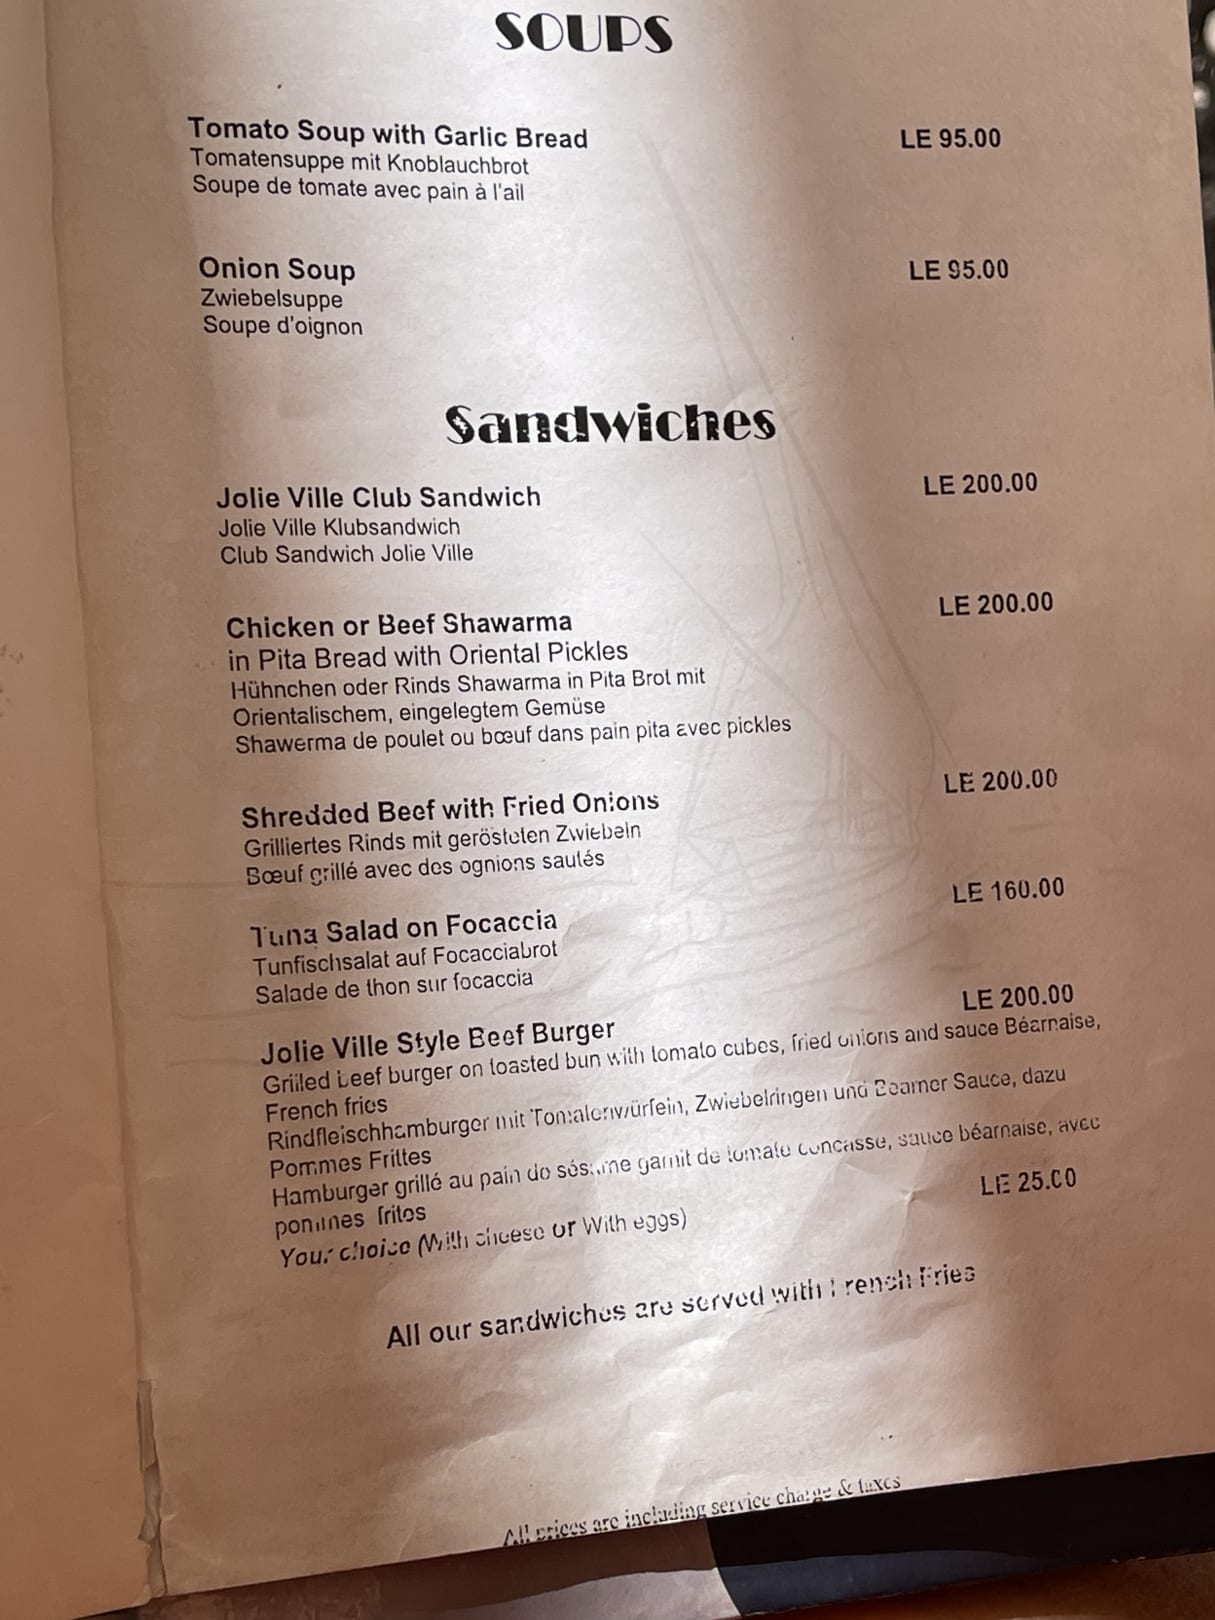 SOUPS
Tomato Soup with Garlic Bread LE 95.00
Tomatensuppe mit Knoblauchbrot
Soupe de tomate avec pain à l'ail
Onion Soup LE 95.00
Zwiebelsuppe
Soupe d'oignon
Sandwiches
Jolie Ville Club Sandwich LE 200.00
Jolie Ville Klubsandwich
Club Sandwich Jolie Ville
Chicken or Beef Shawarma LE 200.00
in Pita Bread with Oriental Pickles
Hühnchen oder Rinds Shawarma in Pita Brot mit
Orientalischem, eingelegtem Gemüse
Shawerma de poulet ou bœuf dans pain pita avec pickles
Shredded Beef with Fried Onions LE 200.00
Grilliertes Rinds mit gerösteten Zwiebeln
Bœuf grillé avec des ognions sautés
Tuna Salad on Focaccia LE 160.00
Tunfischsalat auf Focacciabrot
Salade de thon sur focaccia
Jolie Ville Style Beef Burger LE 200.00
Grilled beef burger on toasted bun with tomato cubes, fried onions and sauce Béarnaise,
French fries
Rindfleischhamburger mit Tomatenwürfein, Zwiebelringen und Bearner Sauce, dazu
Pommes Frittes
Hamburger grillé au pain de sésame garnit de tomate concasse, sauce béarnaise, avec
pommes frites
Your choice (With cheese or With eggs) LE 25.00
All our sandwiches are served with French Fries
All prices are including service charge & taxes